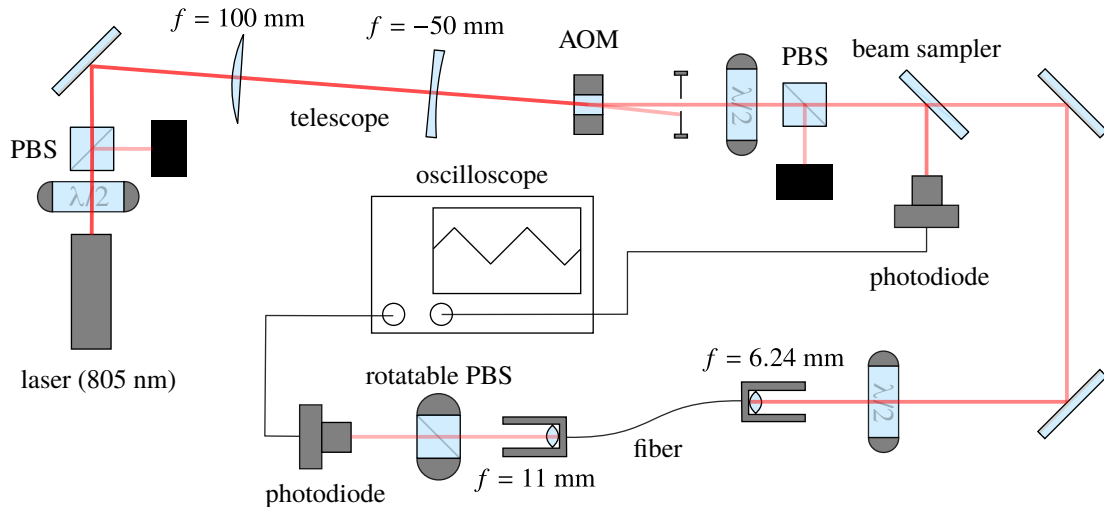 f = 100 mm
f = −50 mm
AOM
PBS
beam sampler
telescope
λ/2
PBS
λ/2
oscilloscope
photodiode
laser (805 nm)
rotatable PBS
f = 6.24 mm
λ/2
fiber
f = 11 mm
photodiode